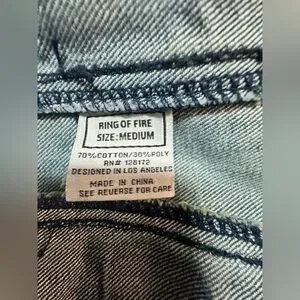 RING OF FIRE
SIZE: MEDIUM
70%COTTON/30%POLY
RN# 128172
DESIGNED IN LOS ANGELES
MADE IN CHINA
SEE REVERSE FOR CARE